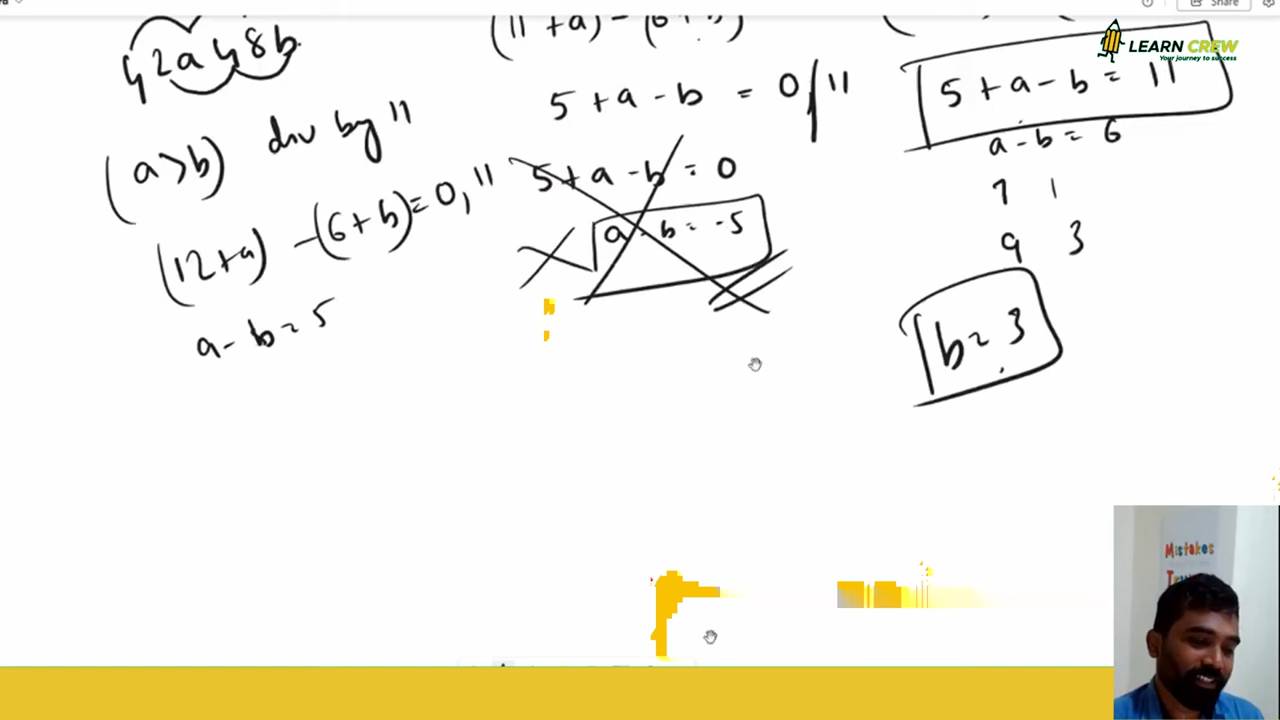 Share
LEARN CREW
Your journey to success
42a48b
(a>b) div by 11
(12+a) - (6+b) = 0, 11
a - b = 5
5 + a - b = 0/11
5 + a - b = 0
a - b = -5
5 + a - b = 11
a - b = 6
7 1
9 3
b = 3
Mistakes